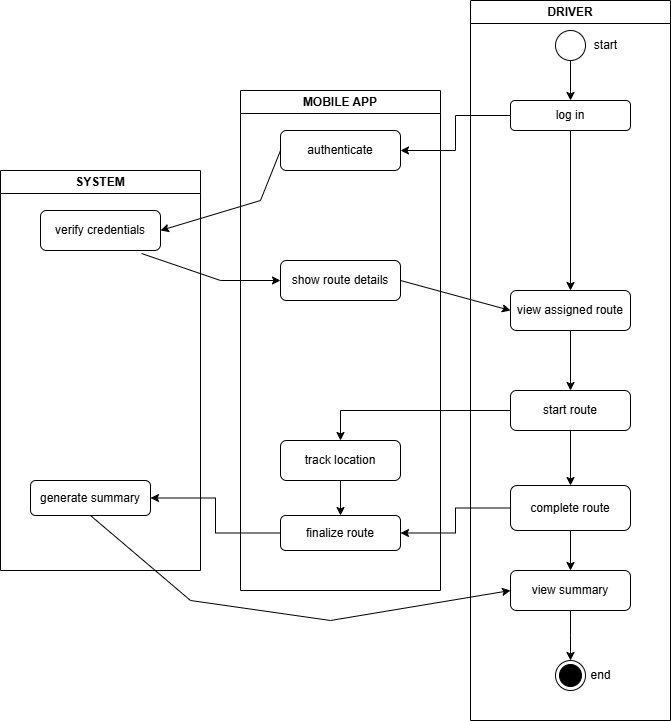 DRIVER
start
MOBILE APP
log in
authenticate
SYSTEM
verify credentials
show route details
view assigned route
start route
track location
generate summary
complete route
finalize route
view summary
end